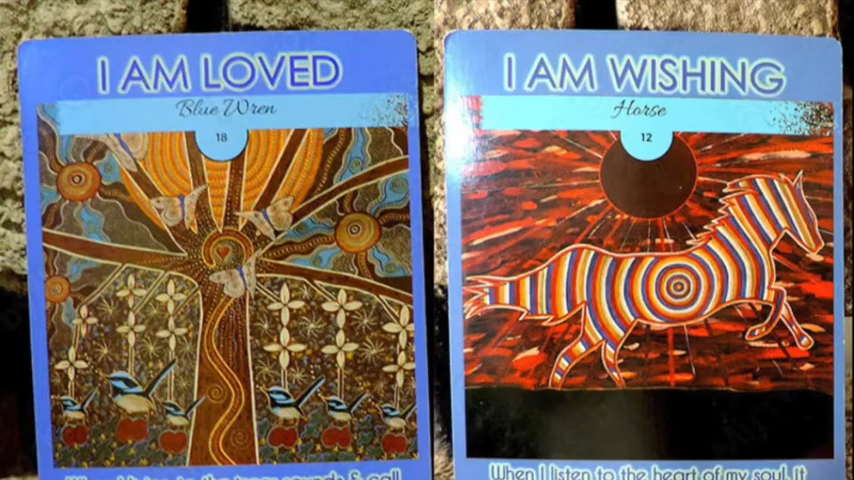 I AM LOVED
Blue Wren
18
I AM WISHING
Horse
12
When I listen to the heart of my soul, it